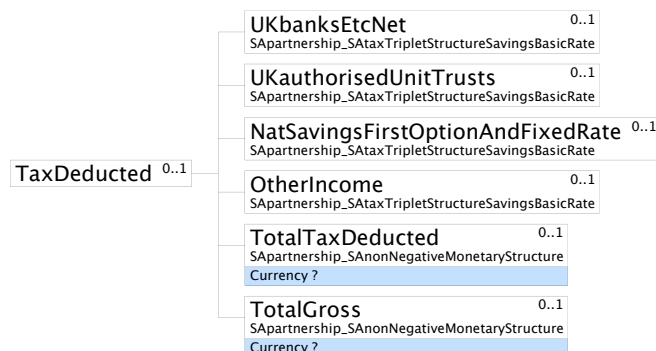 UKbanksEtcNet 0..1
SApartnership_SAtaxTripletStructureSavingsBasicRate
UKauthorisedUnitTrusts 0..1
SApartnership_SAtaxTripletStructureSavingsBasicRate
NatSavingsFirstOptionAndFixedRate 0..1
SApartnership_SAtaxTripletStructureSavingsBasicRate
TaxDeducted 0..1
OtherIncome 0..1
SApartnership_SAtaxTripletStructureSavingsBasicRate
TotalTaxDeducted 0..1
SApartnership_SAnonNegativeMonetaryStructure
Currency ?
TotalGross 0..1
SApartnership_SAnonNegativeMonetaryStructure
Currency ?